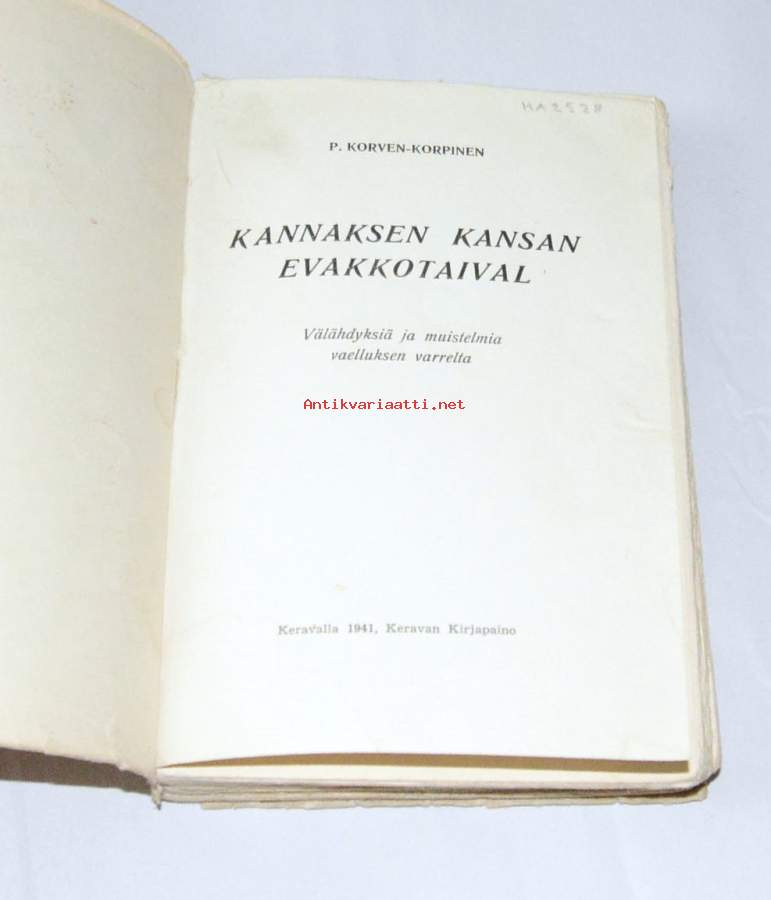 HA2528
P. KORVEN-KORPINEN
KANNAKSEN KANSAN
EVAKKOTAIVAL
Välähdyksiä ja muistelmia
vaelluksen varrelta
Antikvariaatti.net
Keravalla 1941, Keravan Kirjapaino